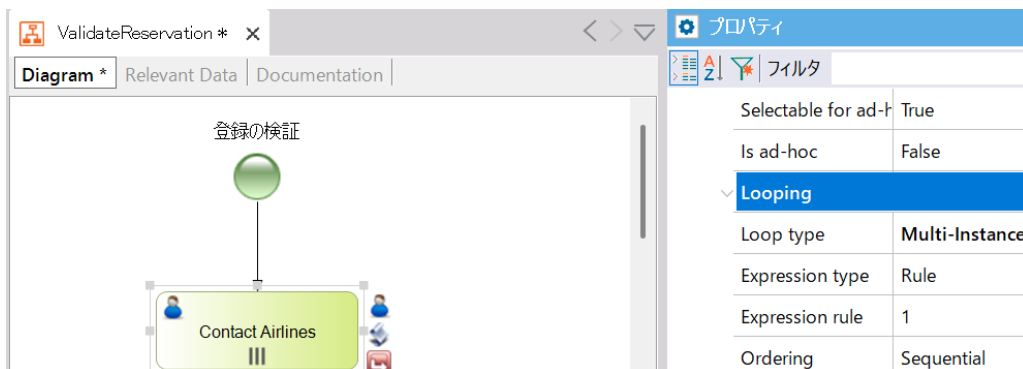 ValidateReservation *
Diagram *
Relevant Data
Documentation
登録の検証
Contact Airlines
プロパティ
フィルタ
Selectable for ad-h True
Is ad-hoc False
Looping
Loop type Multi-Instance
Expression type Rule
Expression rule 1
Ordering Sequential